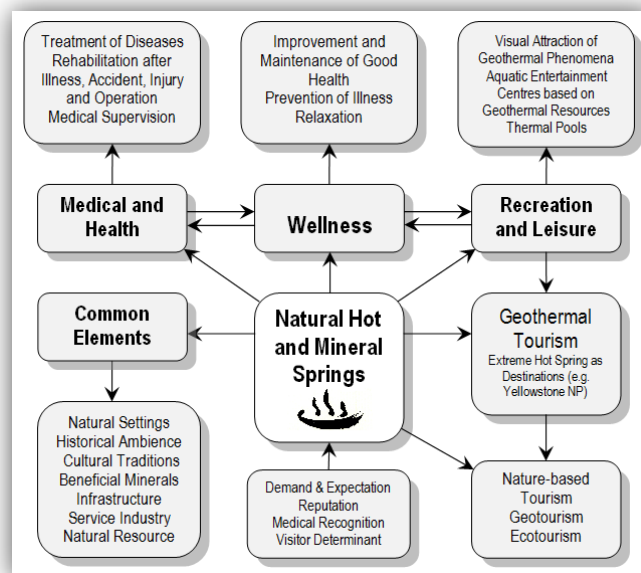 Treatment of Diseases
Rehabilitation after
Illness, Accident, Injury
and Operation
Medical Supervision
Improvement and
Maintenance of Good
Health
Prevention of Illness
Relaxation
Visual Attraction of
Geothermal Phenomena
Aquatic Entertainment
Centres based on
Geothermal Resources
Thermal Pools
Medical and
Health
Wellness
Recreation
and Leisure
Common
Elements
Natural Hot
and Mineral
Springs
Geothermal
Tourism
Extreme Hot Spring as
Destinations (e.g.
Yellowstone NP)
Natural Settings
Historical Ambience
Cultural Traditions
Beneficial Minerals
Infrastructure
Service Industry
Natural Resource
Demand & Expectation
Reputation
Medical Recognition
Visitor Determinant
Nature-based
Tourism
Geotourism
Ecotourism